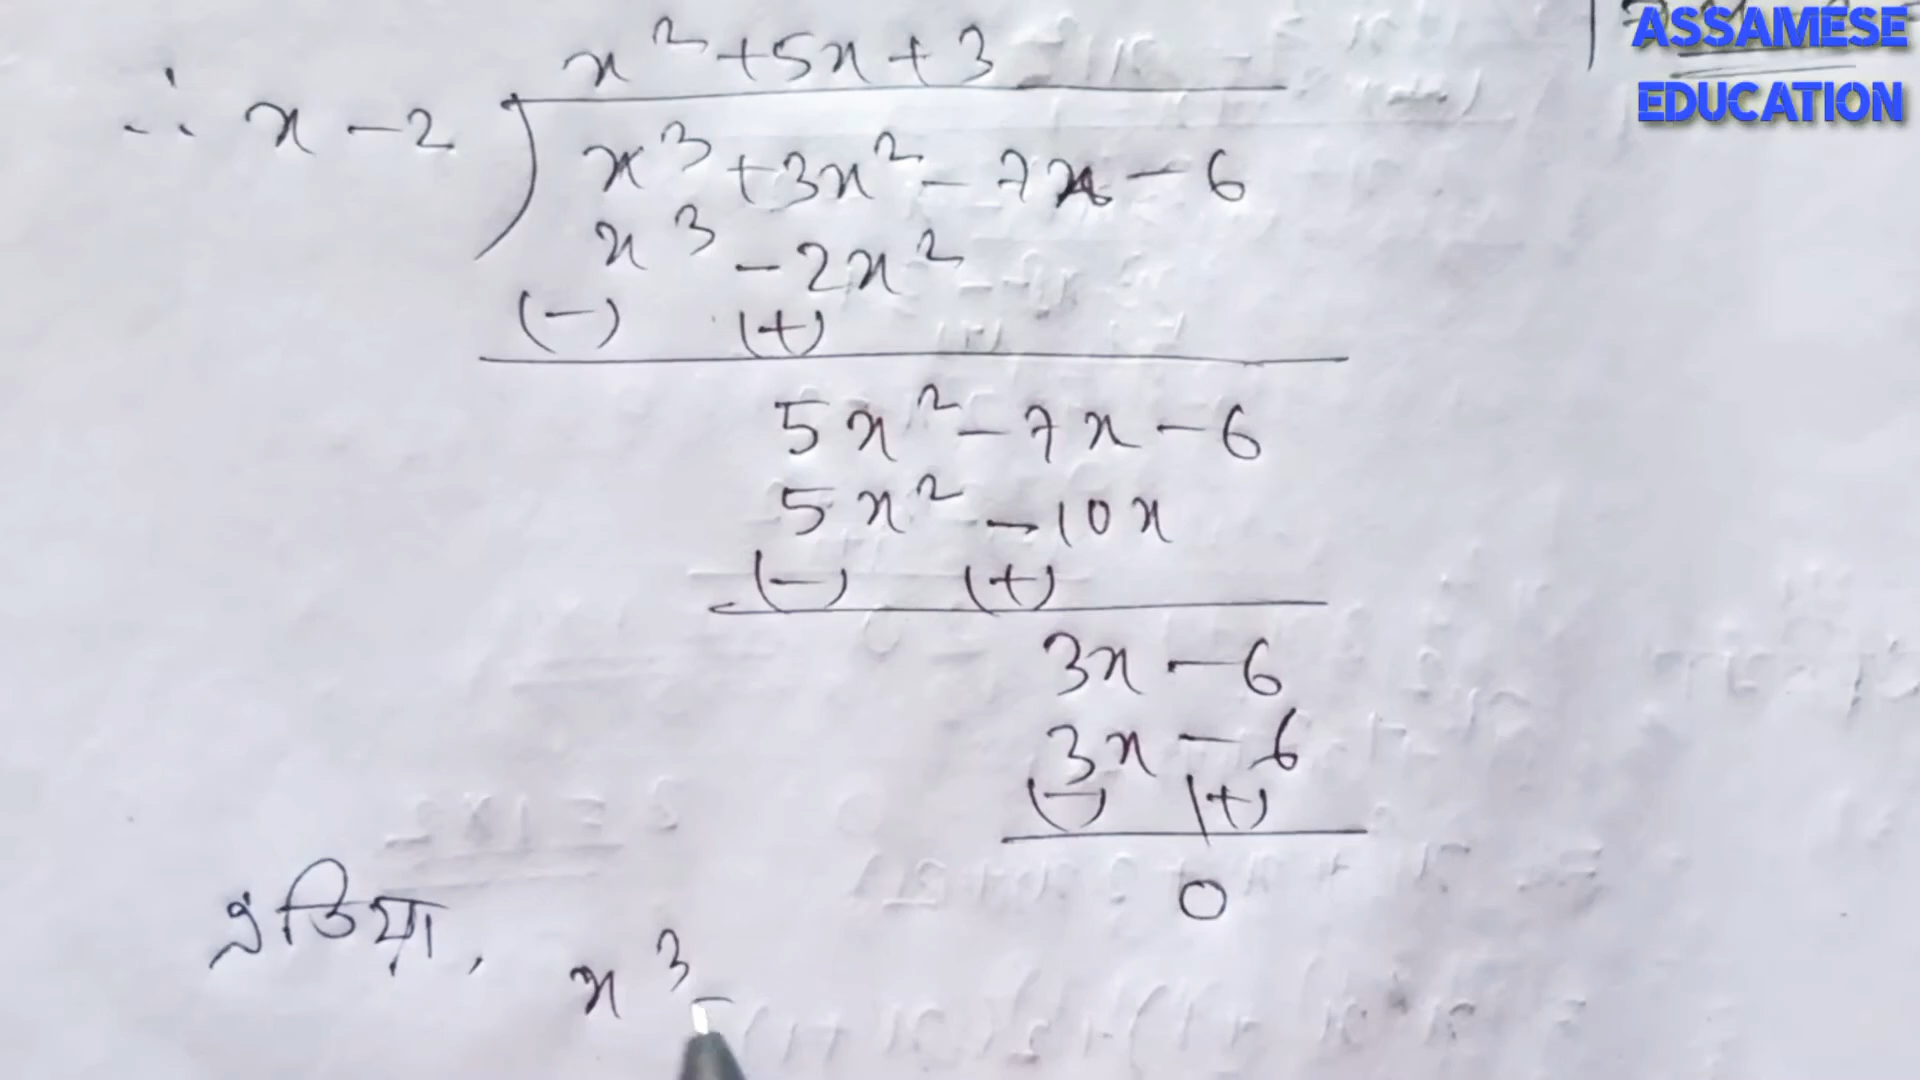 ASSAMESE
EDUCATION
x² + 5x + 3
∴ x - 2 ) x³ + 3x² - 7x - 6
x³ - 2x²
(-) (+)
5x² - 7x - 6
5x² - 10x
(-) (+)
3x - 6
3x - 6
(-) (+)
0
এতিয়া, x³ -